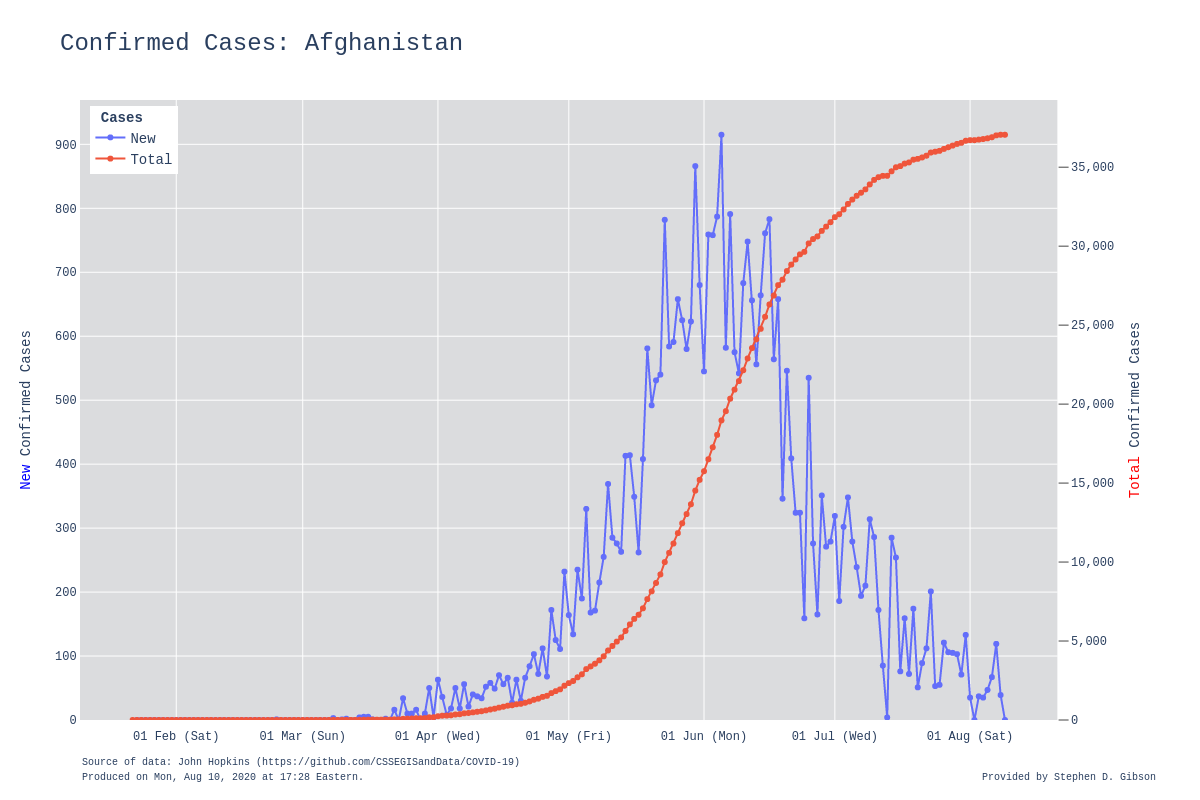 Confirmed Cases: Afghanistan
Cases
New
Total
900
800
700
600
500
400
300
200
100
0
New Confirmed Cases
35,000
30,000
25,000
20,000
15,000
10,000
5,000
0
Total Confirmed Cases
01 Feb (Sat)
01 Mar (Sun)
01 Apr (Wed)
01 May (Fri)
01 Jun (Mon)
01 Jul (Wed)
01 Aug (Sat)
Source of data: John Hopkins (https://github.com/CSSEGISandData/COVID-19)
Produced on Mon, Aug 10, 2020 at 17:28 Eastern.
Provided by Stephen D. Gibson